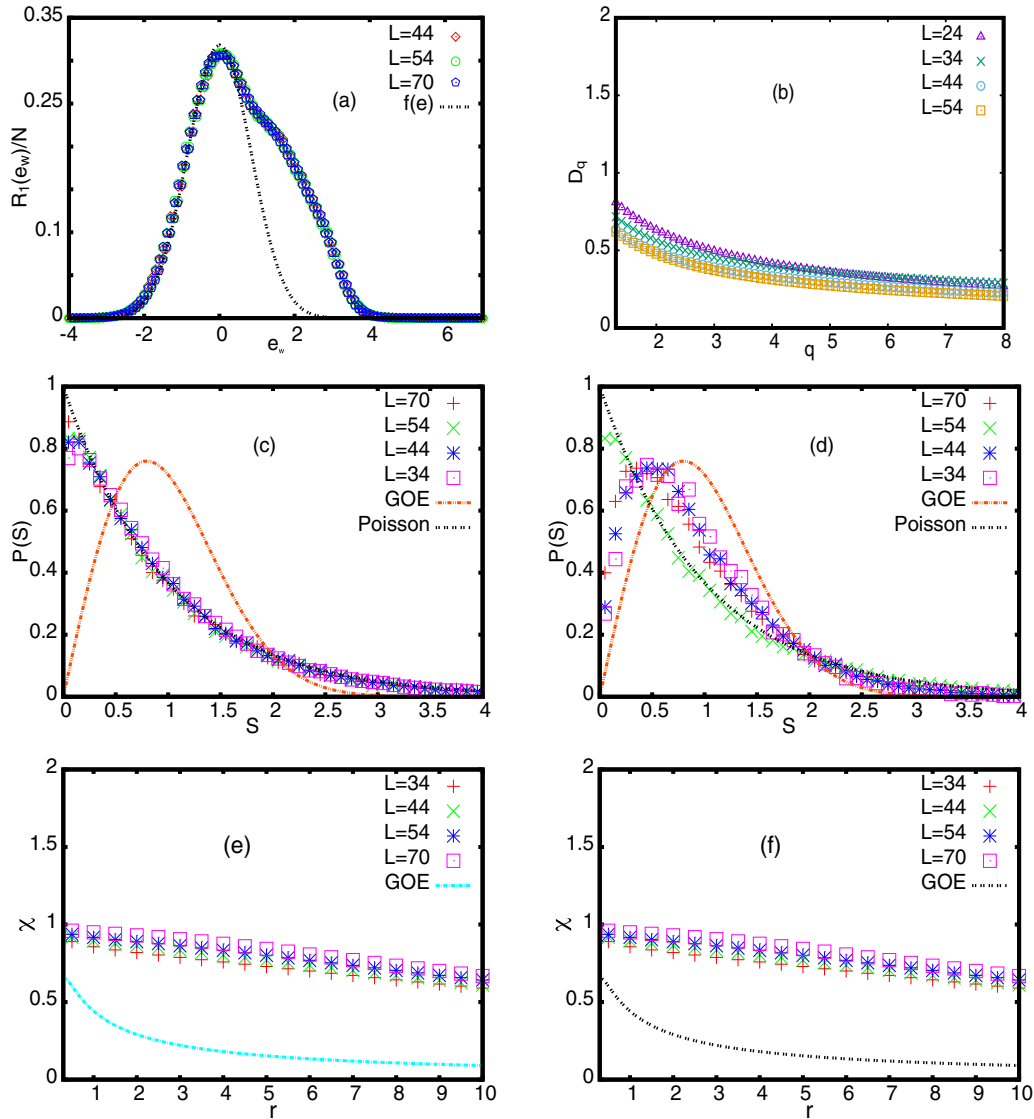 0.35
0.25
0.1
0
-4
-2
0
2
4
6
R1(ew)/N
ew
(a)
L=44
L=54
L=70
f(e)
2
1.5
1
0.5
0
2
3
4
5
6
7
8
Dq
q
(b)
L=24
L=34
L=44
L=54
1
0.8
0.6
0.4
0.2
0
0
0.5
1
1.5
2
2.5
3
3.5
4
P(S)
S
(c)
L=70
L=54
L=44
L=34
GOE
Poisson
1
0.8
0.6
0.4
0.2
0
0
0.5
1
1.5
2
2.5
3
3.5
4
P(S)
S
(d)
L=70
L=54
L=44
L=34
GOE
Poisson
2
1.5
1
0.5
0
1
2
3
4
5
6
7
8
9
10
χ
r
(e)
L=34
L=44
L=54
L=70
GOE
2
1.5
1
0.5
0
1
2
3
4
5
6
7
8
9
10
χ
r
(f)
L=34
L=44
L=54
L=70
GOE